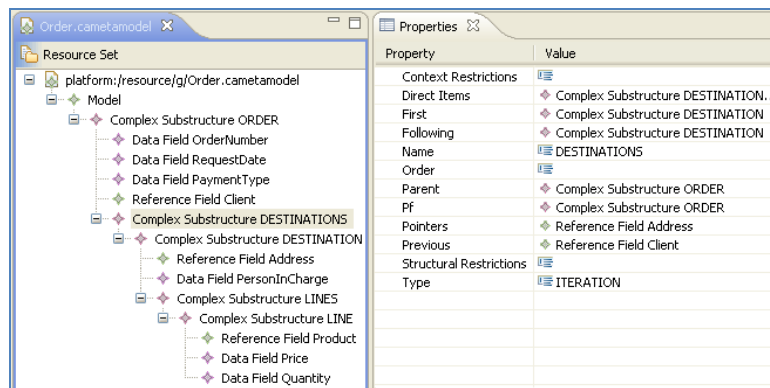 Order.cametamodel
Resource Set
platform:/resource/g/Order.cametamodel
Model
Complex Substructure ORDER
Data Field OrderNumber
Data Field RequestDate
Data Field PaymentType
Reference Field Client
Complex Substructure DESTINATIONS
Complex Substructure DESTINATION
Reference Field Address
Data Field PersonInCharge
Complex Substructure LINES
Complex Substructure LINE
Reference Field Product
Data Field Price
Data Field Quantity
Properties
Property Value
Context Restrictions
Direct Items Complex Substructure DESTINATION...
First Complex Substructure DESTINATION
Following Complex Substructure DESTINATION
Name DESTINATIONS
Order
Parent Complex Substructure ORDER
Pf Complex Substructure ORDER
Pointers Reference Field Address
Previous Reference Field Client
Structural Restrictions
Type ITERATION